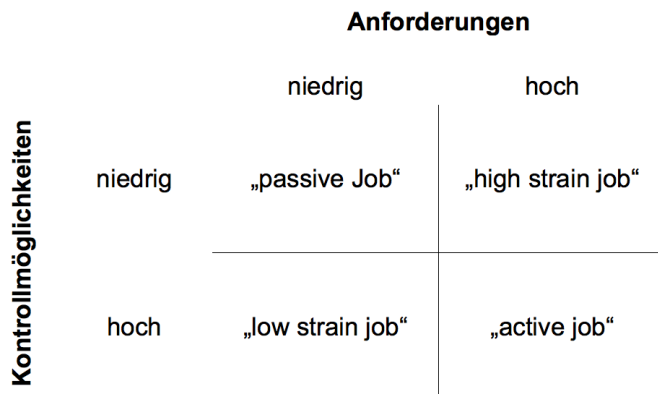 Anforderungen
niedrig hoch
Kontrollmöglichkeiten
niedrig „passive Job“ „high strain job“
hoch „low strain job“ „active job“